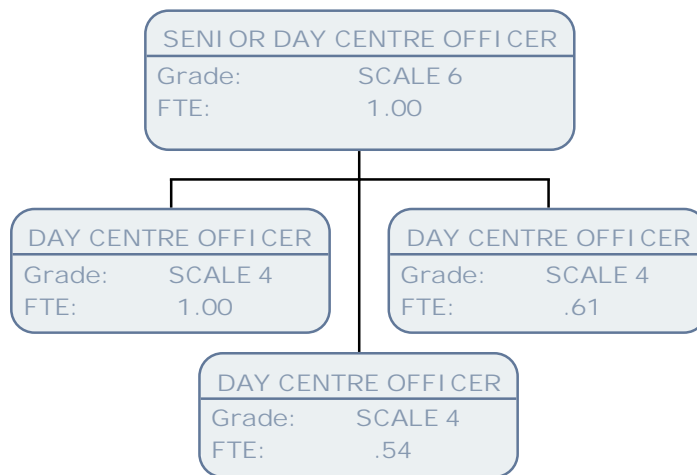 SENIOR DAY CENTRE OFFICER
Grade: SCALE 6
FTE: 1.00
DAY CENTRE OFFICER
Grade: SCALE 4
FTE: 1.00
DAY CENTRE OFFICER
Grade: SCALE 4
FTE: .61
DAY CENTRE OFFICER
Grade: SCALE 4
FTE: .54